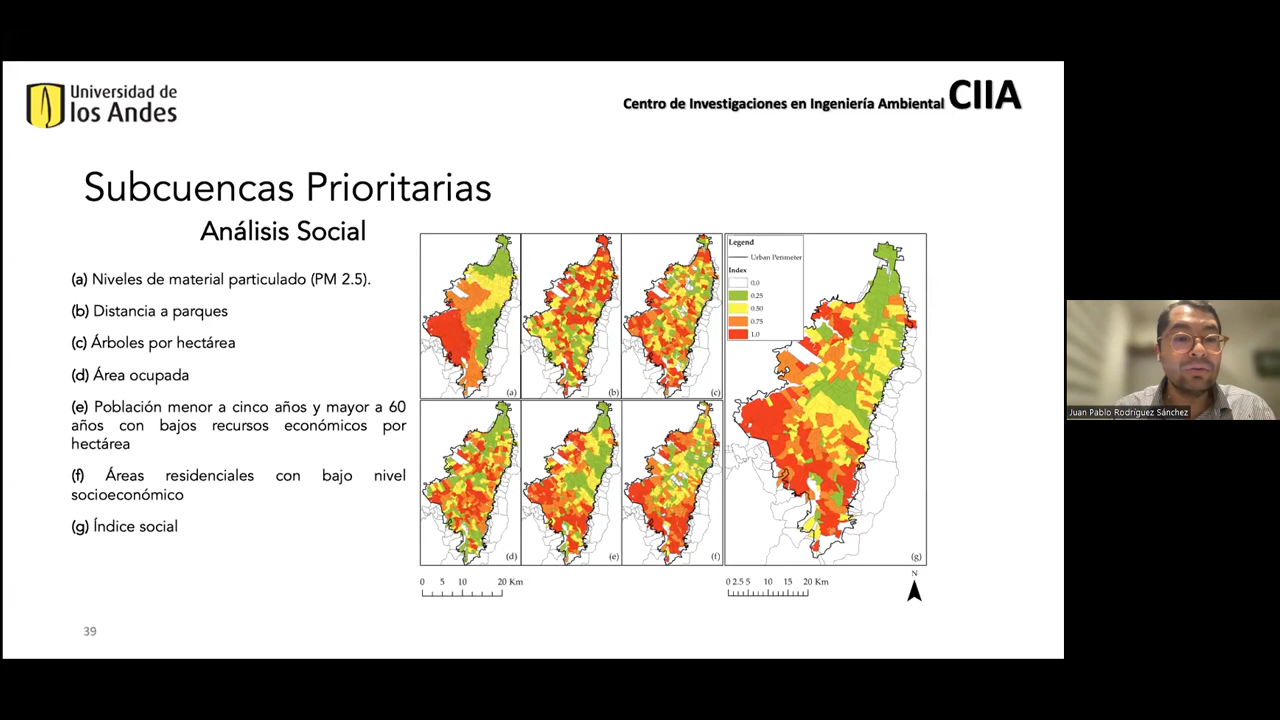 Universidad de
los Andes
Centro de Investigaciones en Ingeniería Ambiental CIIA
Subcuencas Prioritarias
Análisis Social
(a) Niveles de material particulado (PM 2.5).
(b) Distancia a parques
(c) Árboles por hectárea
(d) Área ocupada
(e) Población menor a cinco años y mayor a 60
años con bajos recursos económicos por
hectárea
(f) Áreas residenciales con bajo nivel
socioeconómico
(g) Índice social
(a)
(b)
(c)
(d)
(e)
(f)
Legend
Urban Perimeter
Index
0,0
0.25
0.50
0.75
1.0
(g)
0 5 10 20 Km
0 2.5 5 10 15 20 Km
N
39
Juan Pablo Rodríguez Sánchez